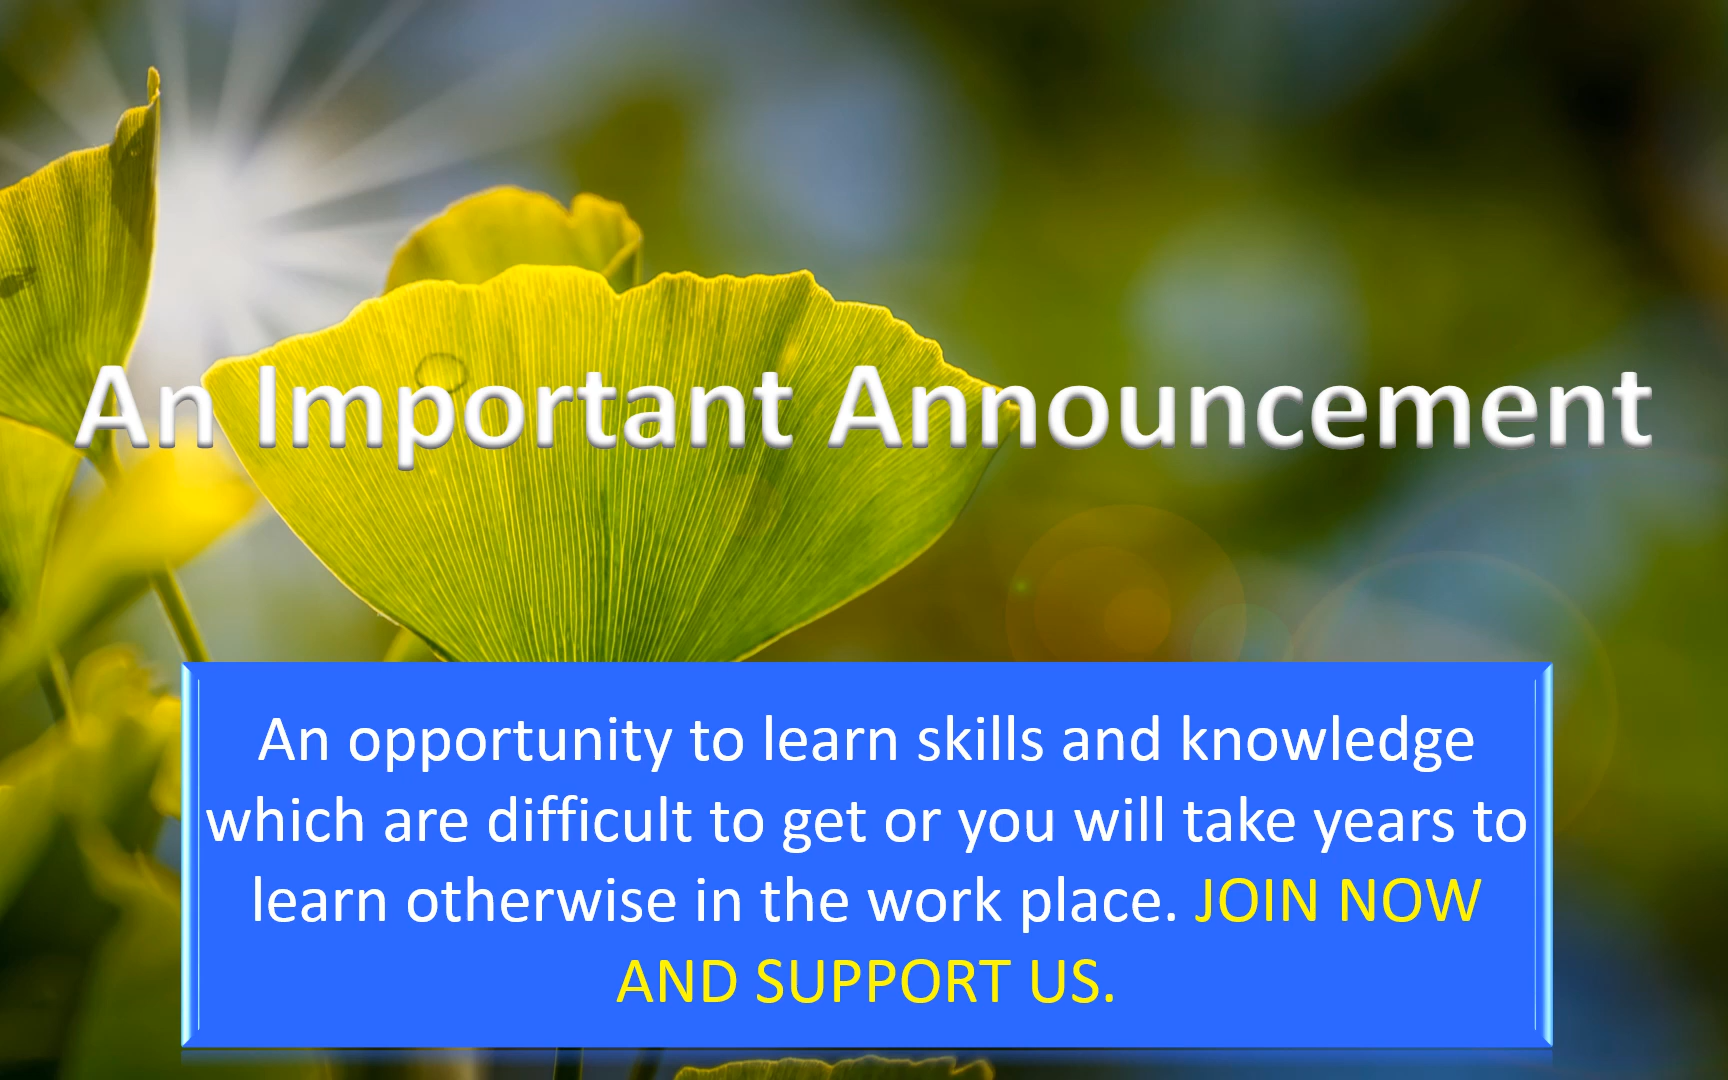 An Important Announcement
An opportunity to learn skills and knowledge
which are difficult to get or you will take years to
learn otherwise in the work place. JOIN NOW
AND SUPPORT US.